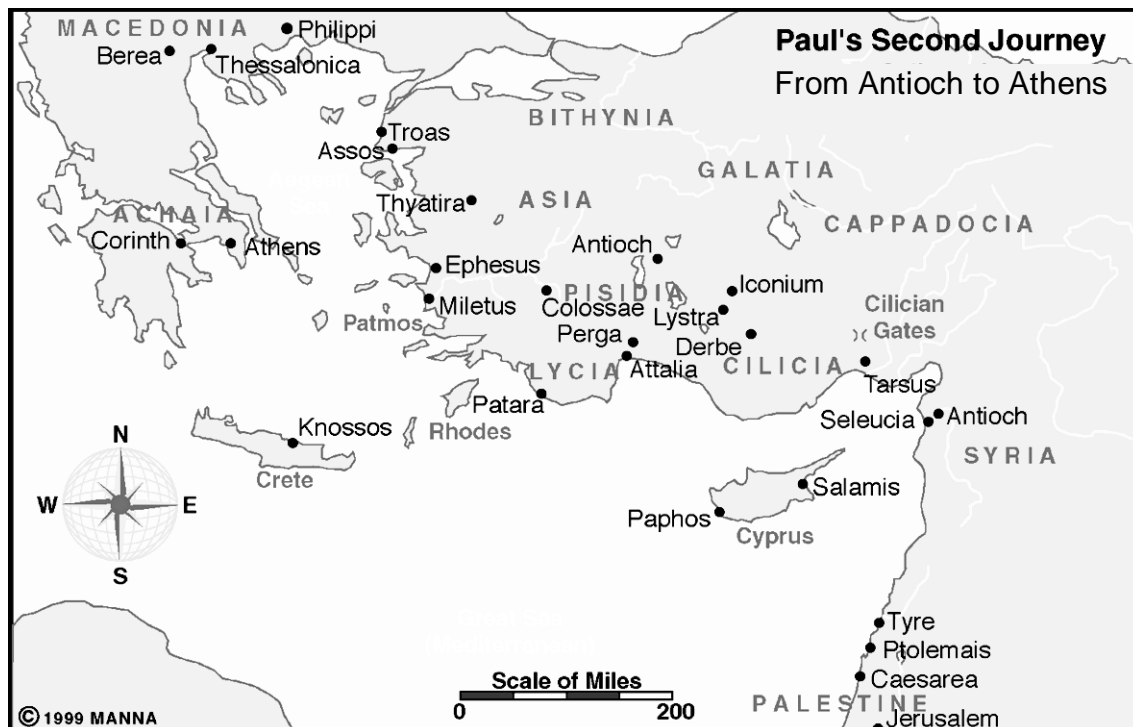 MACEDONIA
Philippi
Berea
Thessalonica
Paul's Second Journey
From Antioch to Athens
BITHYNIA
Troas
Assos
GALATIA
Thyatira
ASIA
ACHAIA
CAPPADOCIA
Corinth
Athens
Antioch
Ephesus
Iconium
PISIDIA
Miletus
Colossae
Lystra
Cilician
Gates
Patmos
Perga
Derbe
LYCIA
Attalia
CILICIA
Tarsus
Patara
Seleucia
Antioch
Rhodes
Knossos
SYRIA
Crete
N
W
E
S
Salamis
Paphos
Cyprus
Great Sea
(Mediterranean)
Tyre
Ptolemais
Caesarea
Scale of Miles
0
200
PALESTINE
Jerusalem
© 1999 MANNA